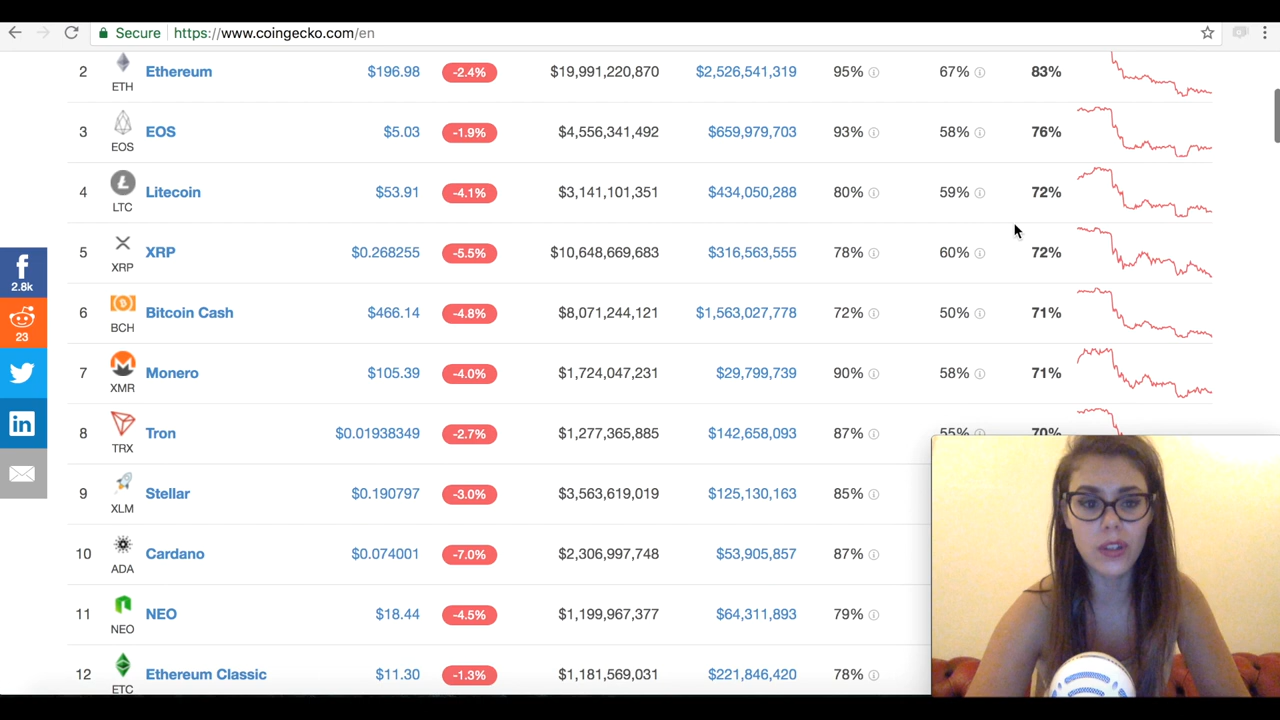 Secure https://www.coingecko.com/en
2 ETH Ethereum $196.98 -2.4% $19,991,220,870 $2,526,541,319 95% 67% 83%
3 EOS EOS $5.03 -1.9% $4,556,341,492 $659,979,703 93% 58% 76%
4 LTC Litecoin $53.91 -4.1% $3,141,101,351 $434,050,288 80% 59% 72%
5 XRP XRP $0.268255 -5.5% $10,648,669,683 $316,563,555 78% 60% 72%
f 2.8k
6 BCH Bitcoin Cash $466.14 -4.8% $8,071,244,121 $1,563,027,778 72% 50% 71%
23
7 XMR Monero $105.39 -4.0% $1,724,047,231 $29,799,739 90% 58% 71%
in
8 TRX Tron $0.01938349 -2.7% $1,277,365,885 $142,658,093 87% 55% 70%
9 XLM Stellar $0.190797 -3.0% $3,563,619,019 $125,130,163 85%
10 ADA Cardano $0.074001 -7.0% $2,306,997,748 $53,905,857 87%
11 NEO NEO $18.44 -4.5% $1,199,967,377 $64,311,893 79%
12 ETC Ethereum Classic $11.30 -1.3% $1,181,569,031 $221,846,420 78%